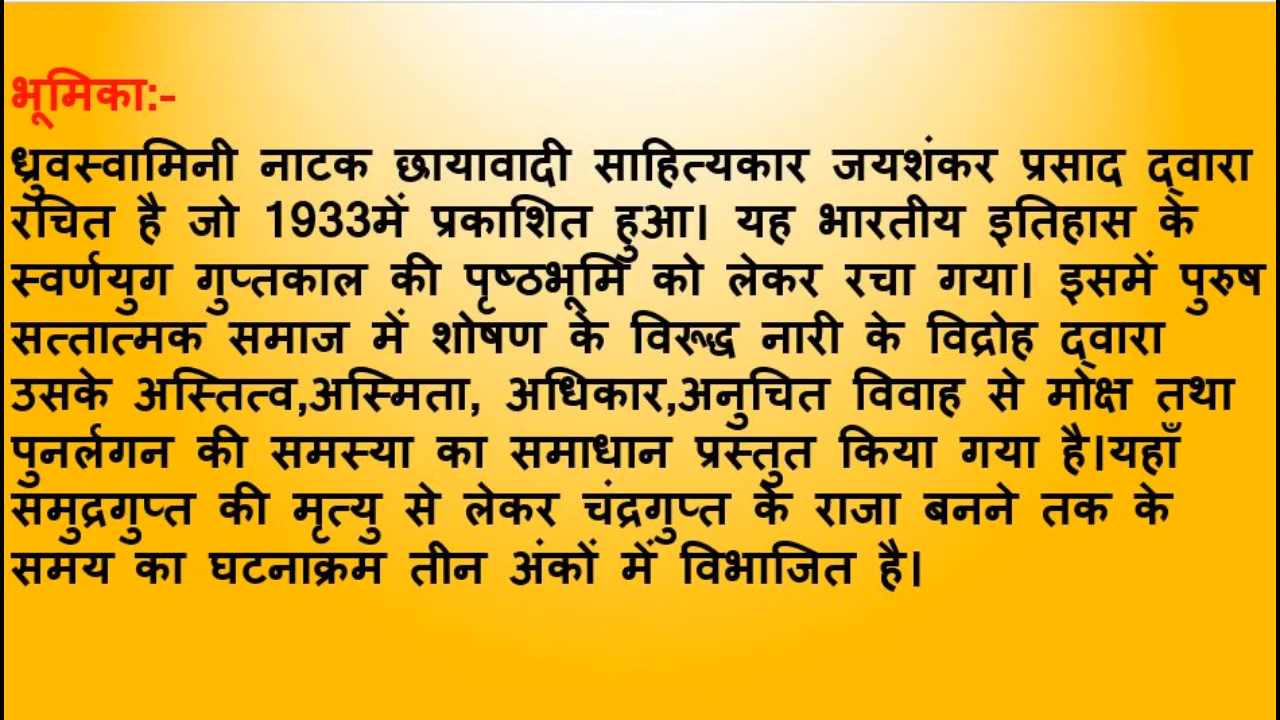 भूमिका:-
ध्रुवस्वामिनी नाटक छायावादी साहित्यकार जयशंकर प्रसाद द्वारा
रचित है जो 1933में प्रकाशित हुआ। यह भारतीय इतिहास के
स्वर्णयुग गुप्तकाल की पृष्ठभूमि को लेकर रचा गया। इसमें पुरुष
सत्तात्मक समाज में शोषण के विरूद्ध नारी के विद्रोह द्वारा
उसके अस्तित्व,अस्मिता, अधिकार,अनुचित विवाह से मोक्ष तथा
पुनर्लगन की समस्या का समाधान प्रस्तुत किया गया है।यहाँ
समुद्रगुप्त की मृत्यु से लेकर चंद्रगुप्त के राजा बनने तक के
समय का घटनाक्रम तीन अंकों में विभाजित है।